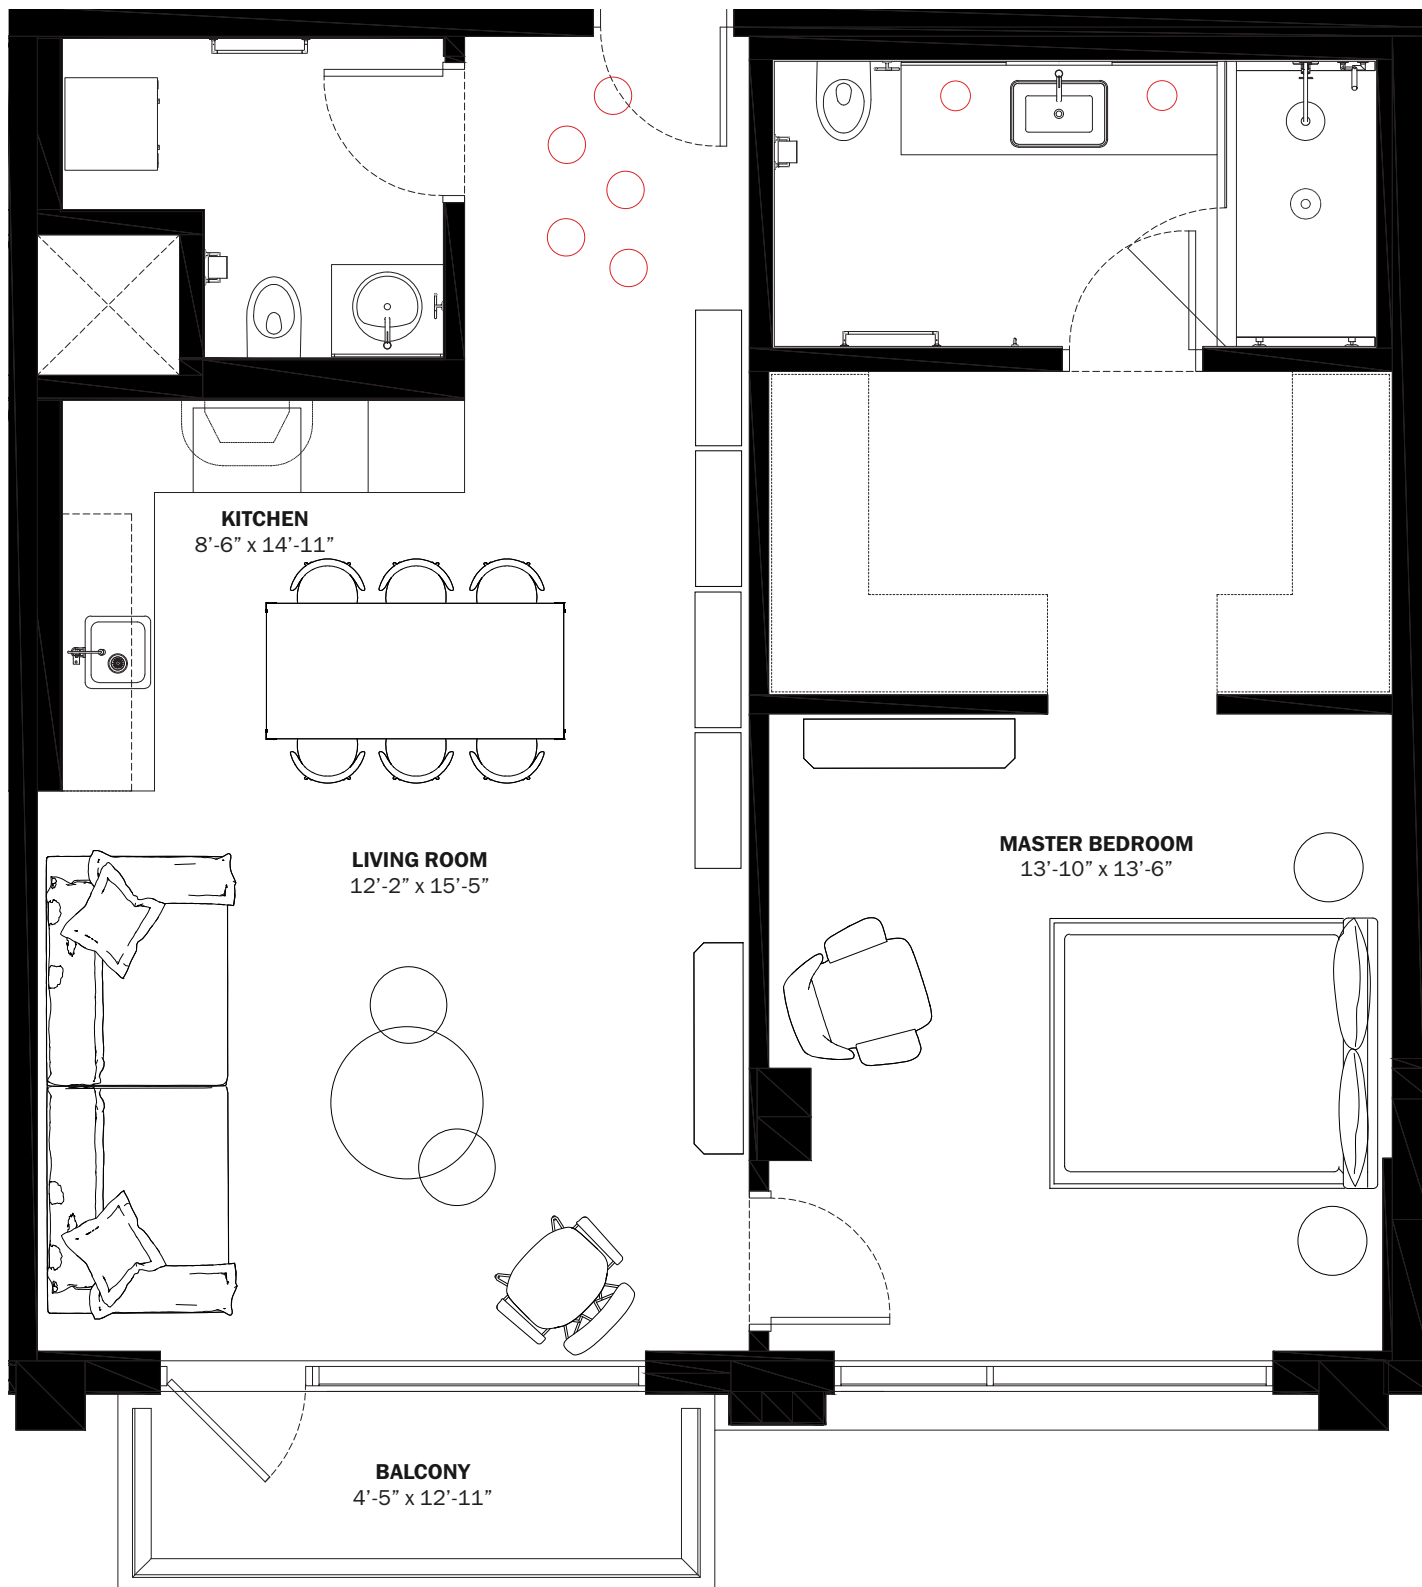 KITCHEN
8’-6” x 14’-11”
LIVING ROOM
12’-2” x 15’-5”
MASTER BEDROOM
13’-10” x 13’-6”
BALCONY
4’-5” x 12’-11”